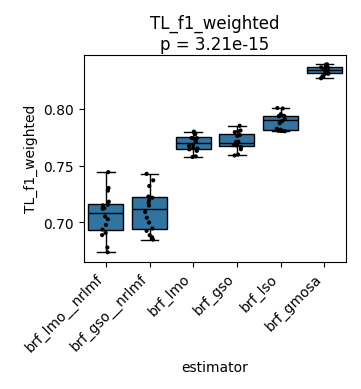 TL_f1_weighted
p = 3.21e-15
TL_f1_weighted
0.80
0.75
0.70
brf_lmo__nrlmf
brf_gso__nrlmf
brf_lmo
brf_gso
brf_lso
brf_gmosa
estimator